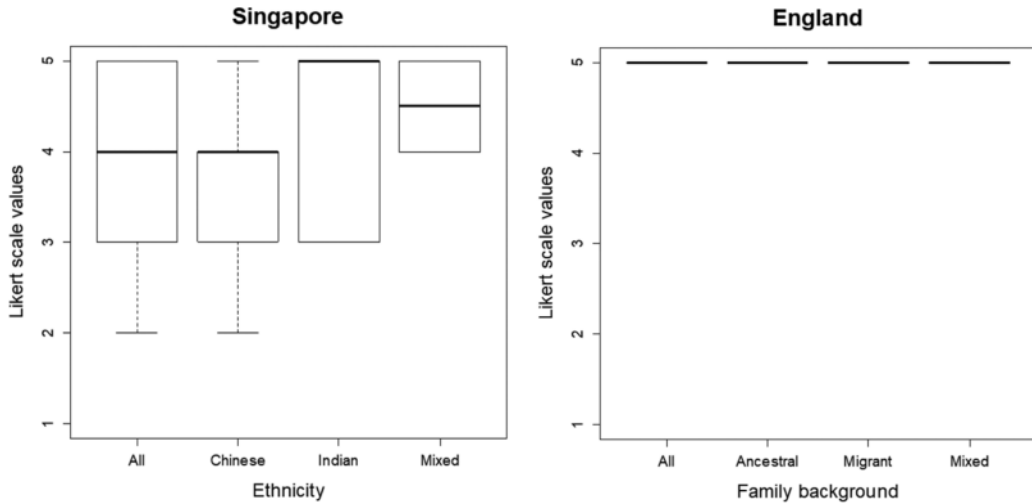 Singapore
Likert scale values
5
4
3
2
1
All Chinese Indian Mixed
Ethnicity
England
Likert scale values
5
4
3
2
1
All Ancestral Migrant Mixed
Family background